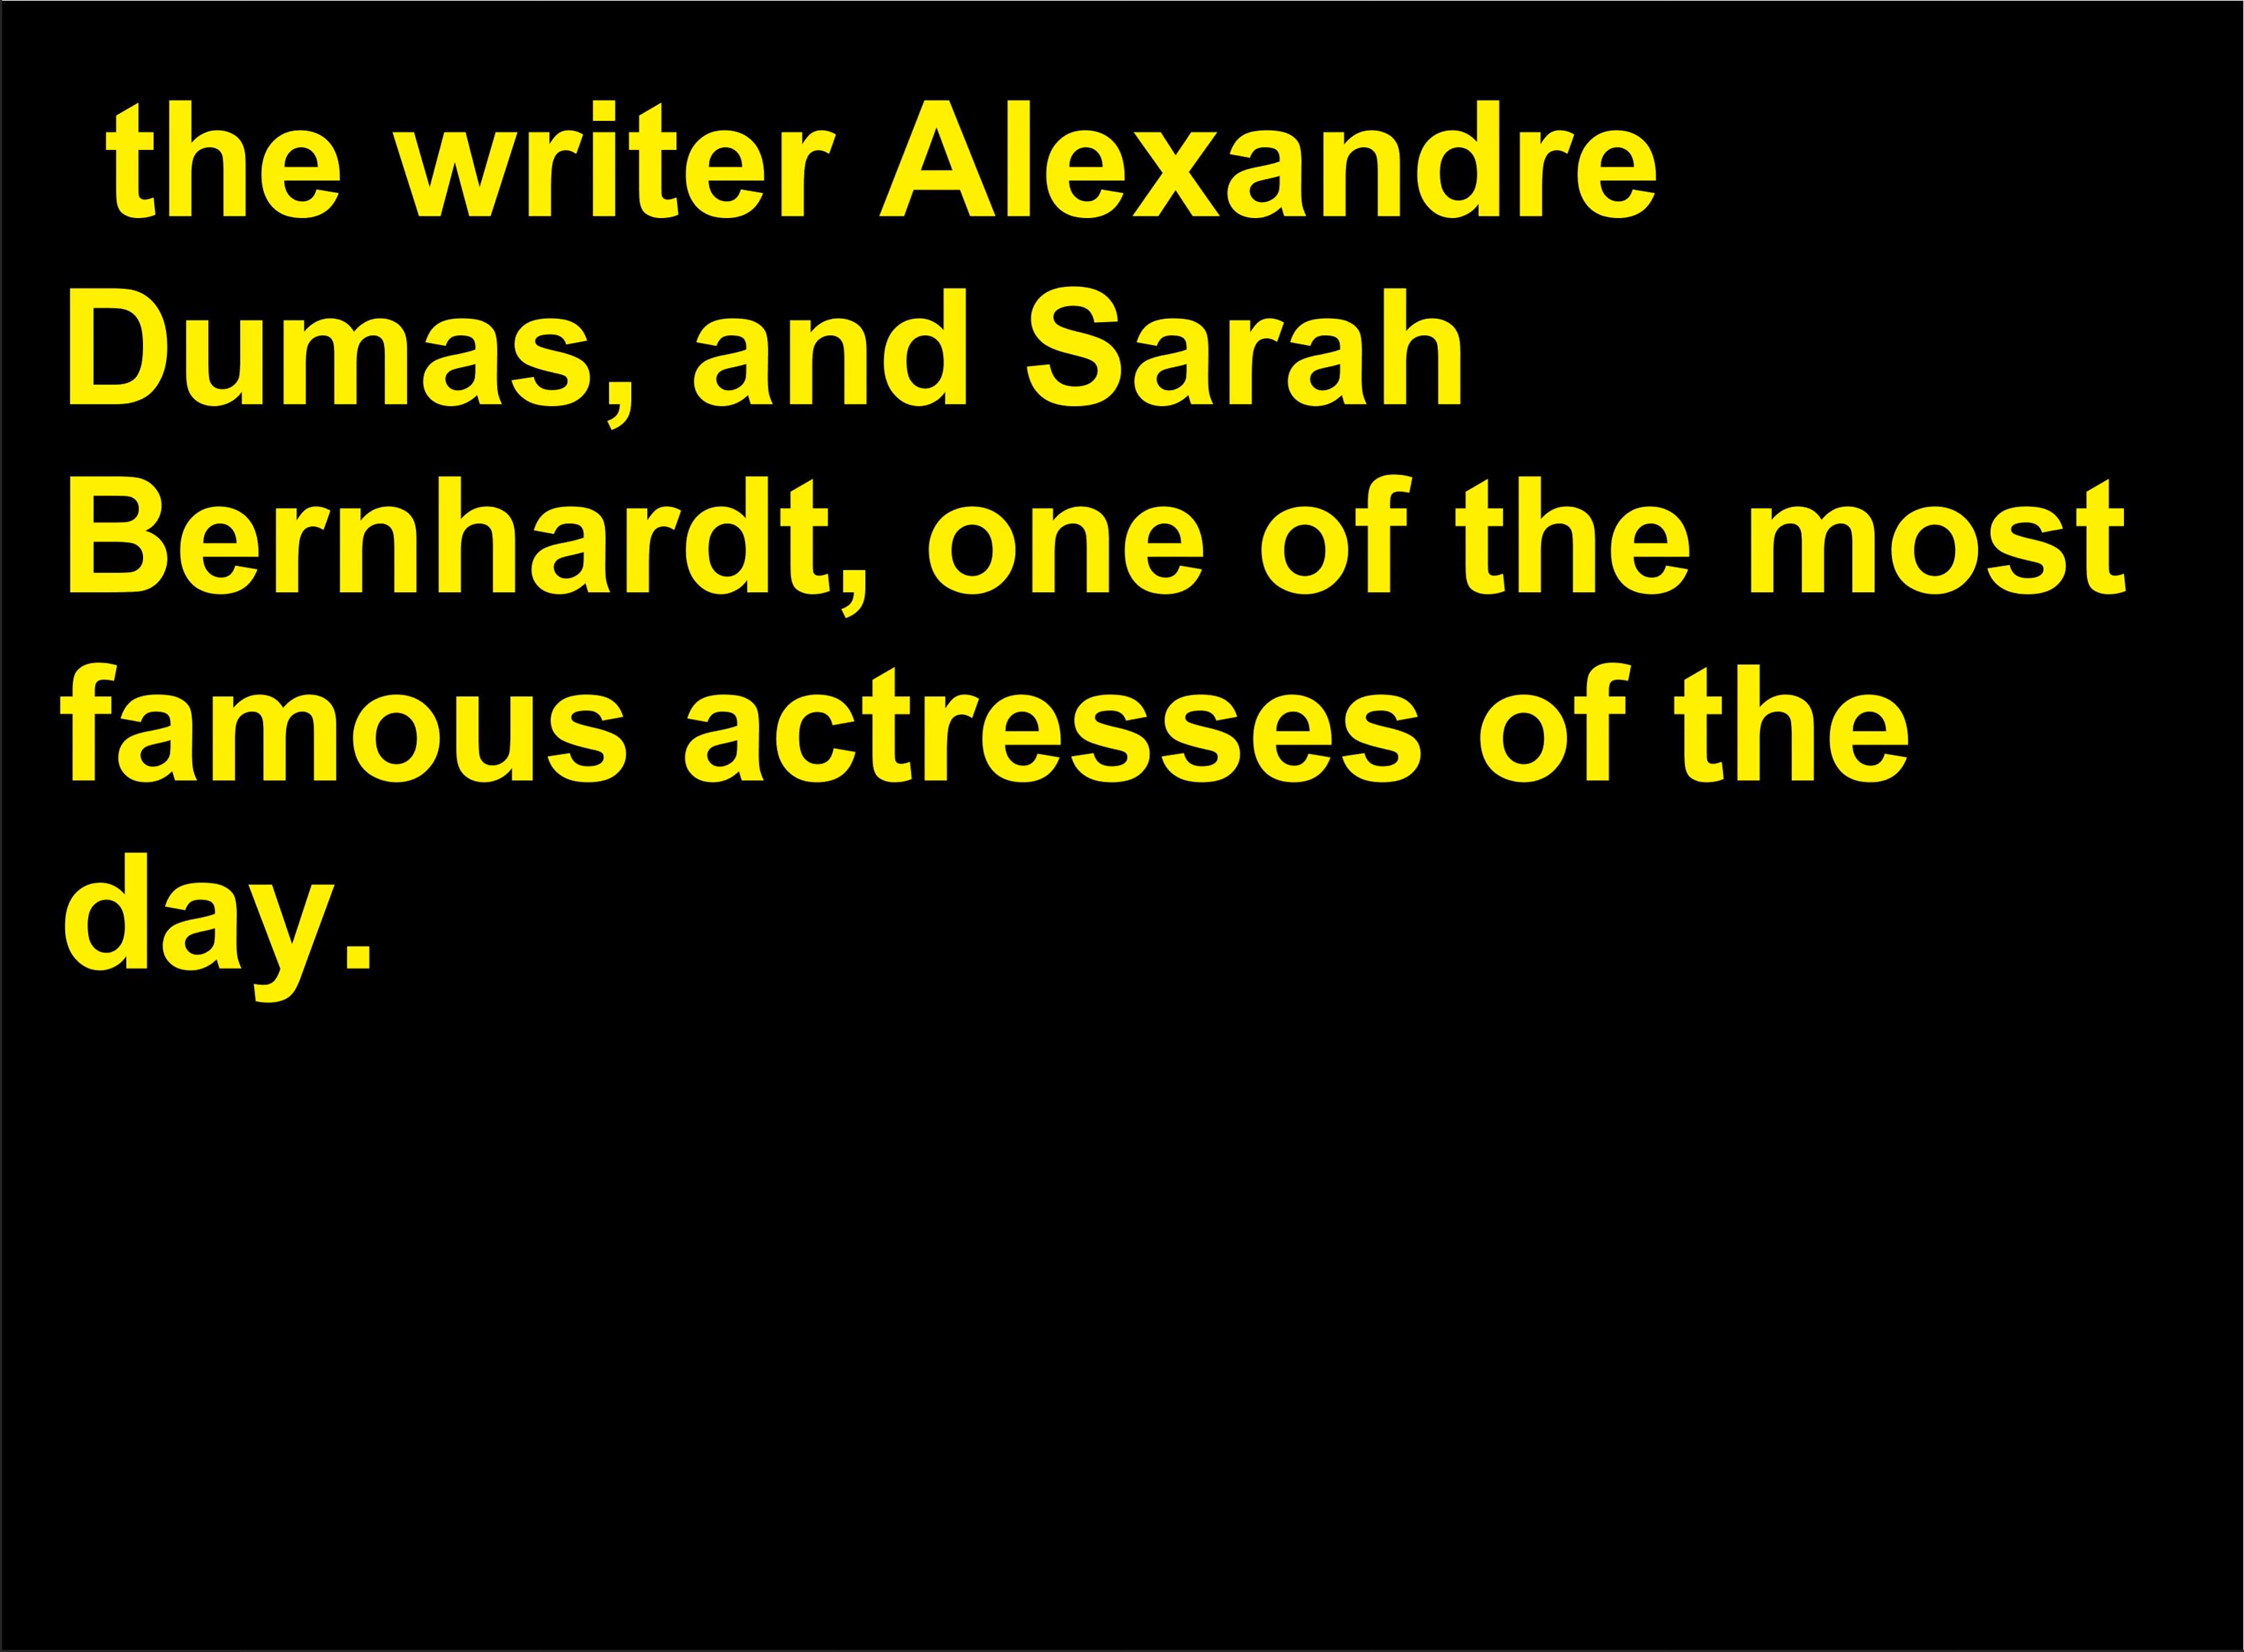 the writer Alexandre
Dumas, and Sarah
Bernhardt, one of the most
famous actresses of the
day.